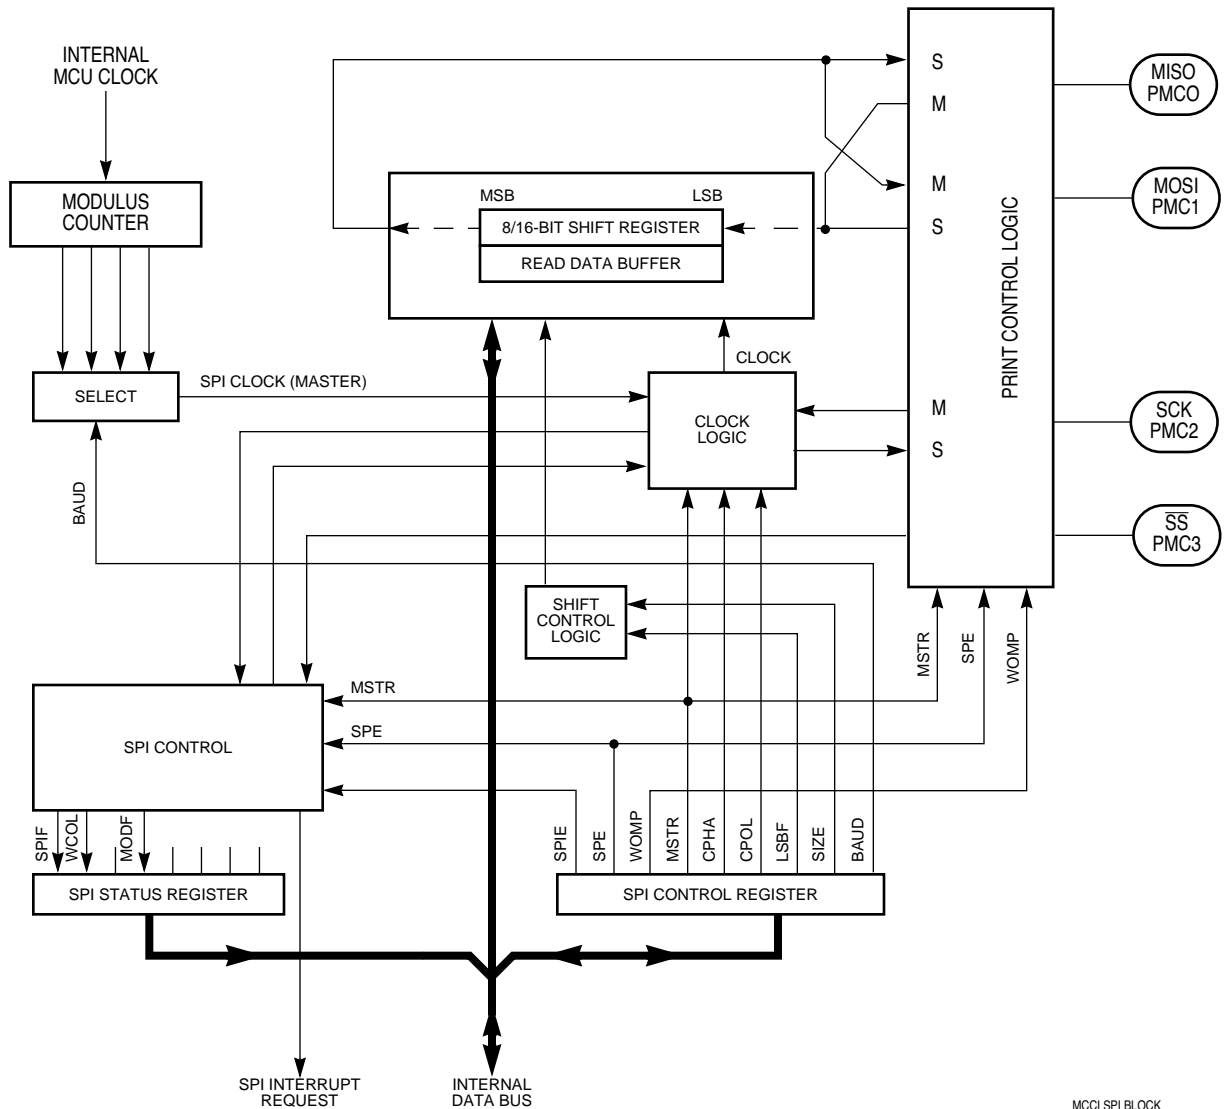 INTERNAL
MCU CLOCK
MODULUS
COUNTER
SELECT
SPI CLOCK (MASTER)
BAUD
MSB
LSB
8/16-BIT SHIFT REGISTER
READ DATA BUFFER
CLOCK
CLOCK
LOGIC
S
M
M
S
M
S
PRINT CONTROL LOGIC
MISO
PMCO
MOSI
PMC1
SCK
PMC2
SS
PMC3
SHIFT
CONTROL
LOGIC
MSTR
SPE
WOMP
MSTR
SPE
SPI CONTROL
SPIF
WCOL
MODF
SPIE
SPE
WOMP
MSTR
CPHA
CPOL
LSBF
SIZE
BAUD
SPI STATUS REGISTER
SPI CONTROL REGISTER
SPI INTERRUPT
REQUEST
INTERNAL
DATA BUS
MCCI SPI BLOCK